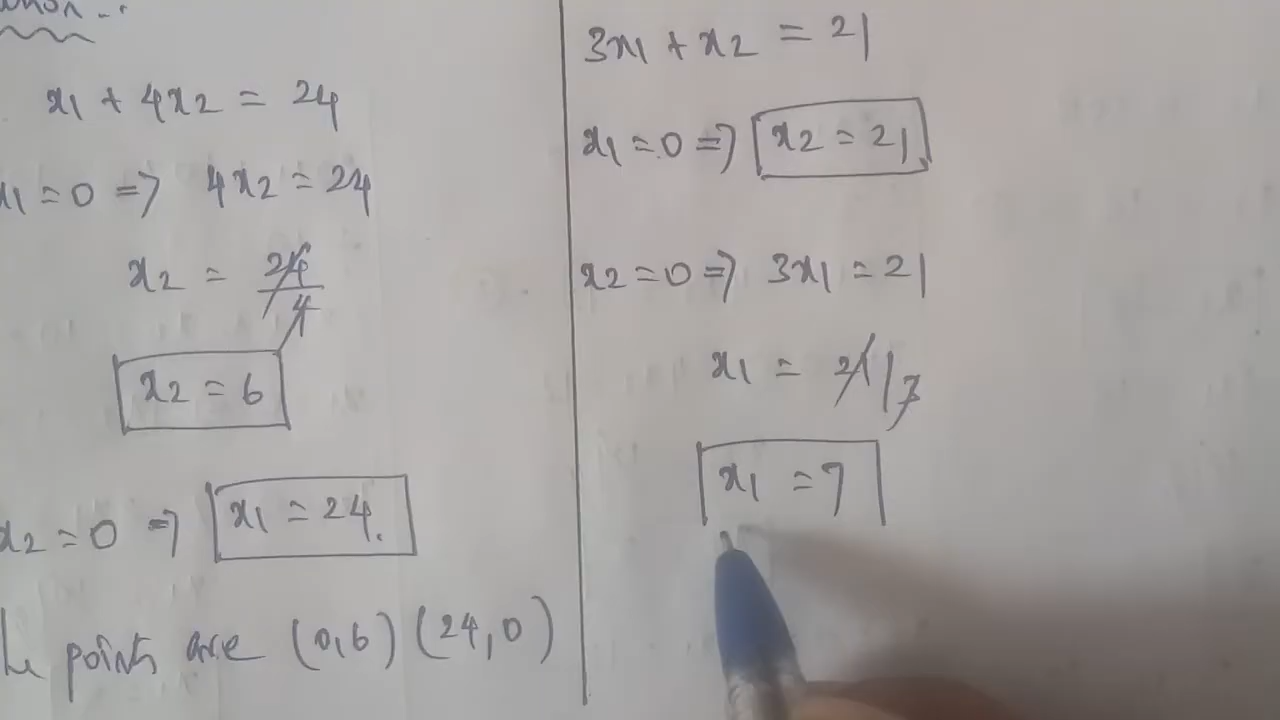 x1 + 4x2 = 24
x1 = 0 => 4x2 = 24
x2 = 24/4
x2 = 6
x2 = 0 => x1 = 24.
points are (0,6) (24,0)
3x1 + x2 = 21
x1 = 0 => x2 = 21
x2 = 0 => 3x1 = 21
x1 = 21/3
x1 = 7